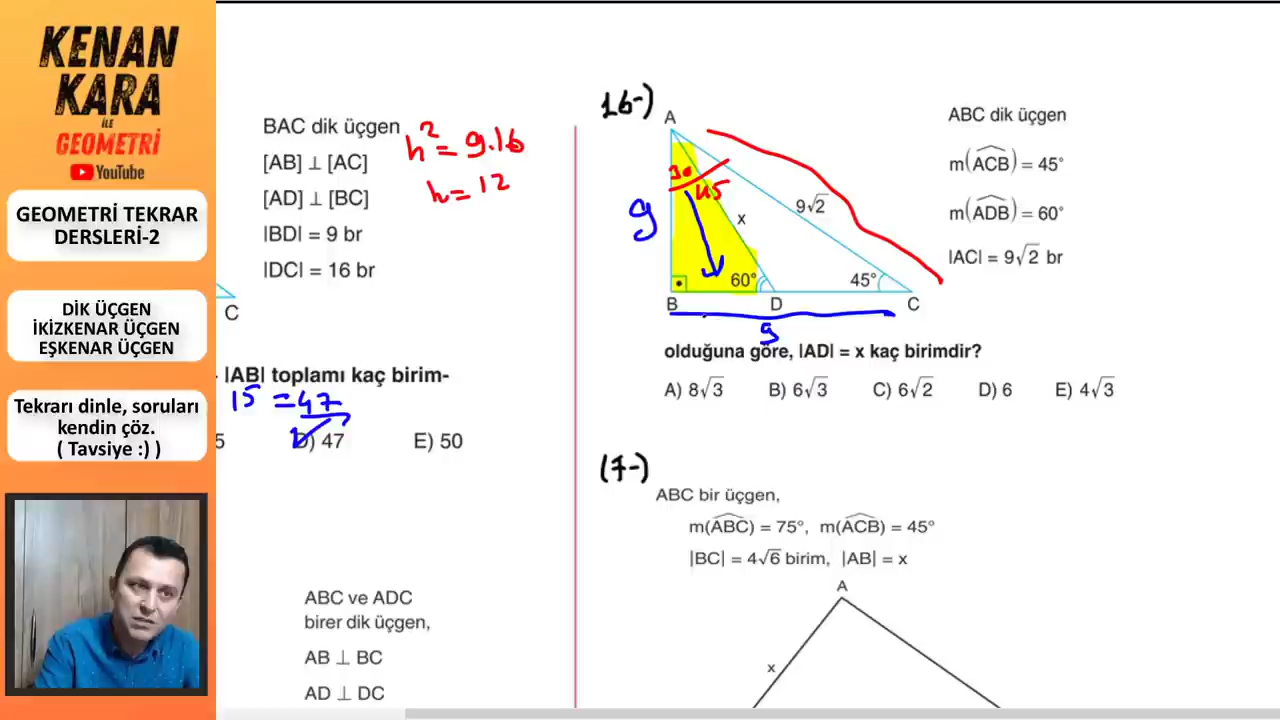 KENAN
KARA
İLE
GEOMETRİ
YouTube
GEOMETRİ TEKRAR
DERSLERİ-2
DİK ÜÇGEN
İKİZKENAR ÜÇGEN
EŞKENAR ÜÇGEN
Tekrarı dinle, soruları
kendin çöz.
( Tavsiye :) )
BAC dik üçgen
[AB] ⊥ [AC]
[AD] ⊥ [BC]
|BD| = 9 br
|DC| = 16 br
h² = 9.16
h = 12
C
|AB| toplamı kaç birim-
15 = 47
5 D) 47 E) 50
ABC ve ADC
birer dik üçgen,
AB ⊥ BC
AD ⊥ DC
16-)
A
30
45
9
x
9√2
60°
45°
B D C
9
ABC dik üçgen
m(ACB) = 45°
m(ADB) = 60°
|AC| = 9√2 br
olduğuna göre, |AD| = x kaç birimdir?
A) 8√3 B) 6√3 C) 6√2 D) 6 E) 4√3
17-)
ABC bir üçgen,
m(ABC) = 75°, m(ACB) = 45°
|BC| = 4√6 birim, |AB| = x
A
x